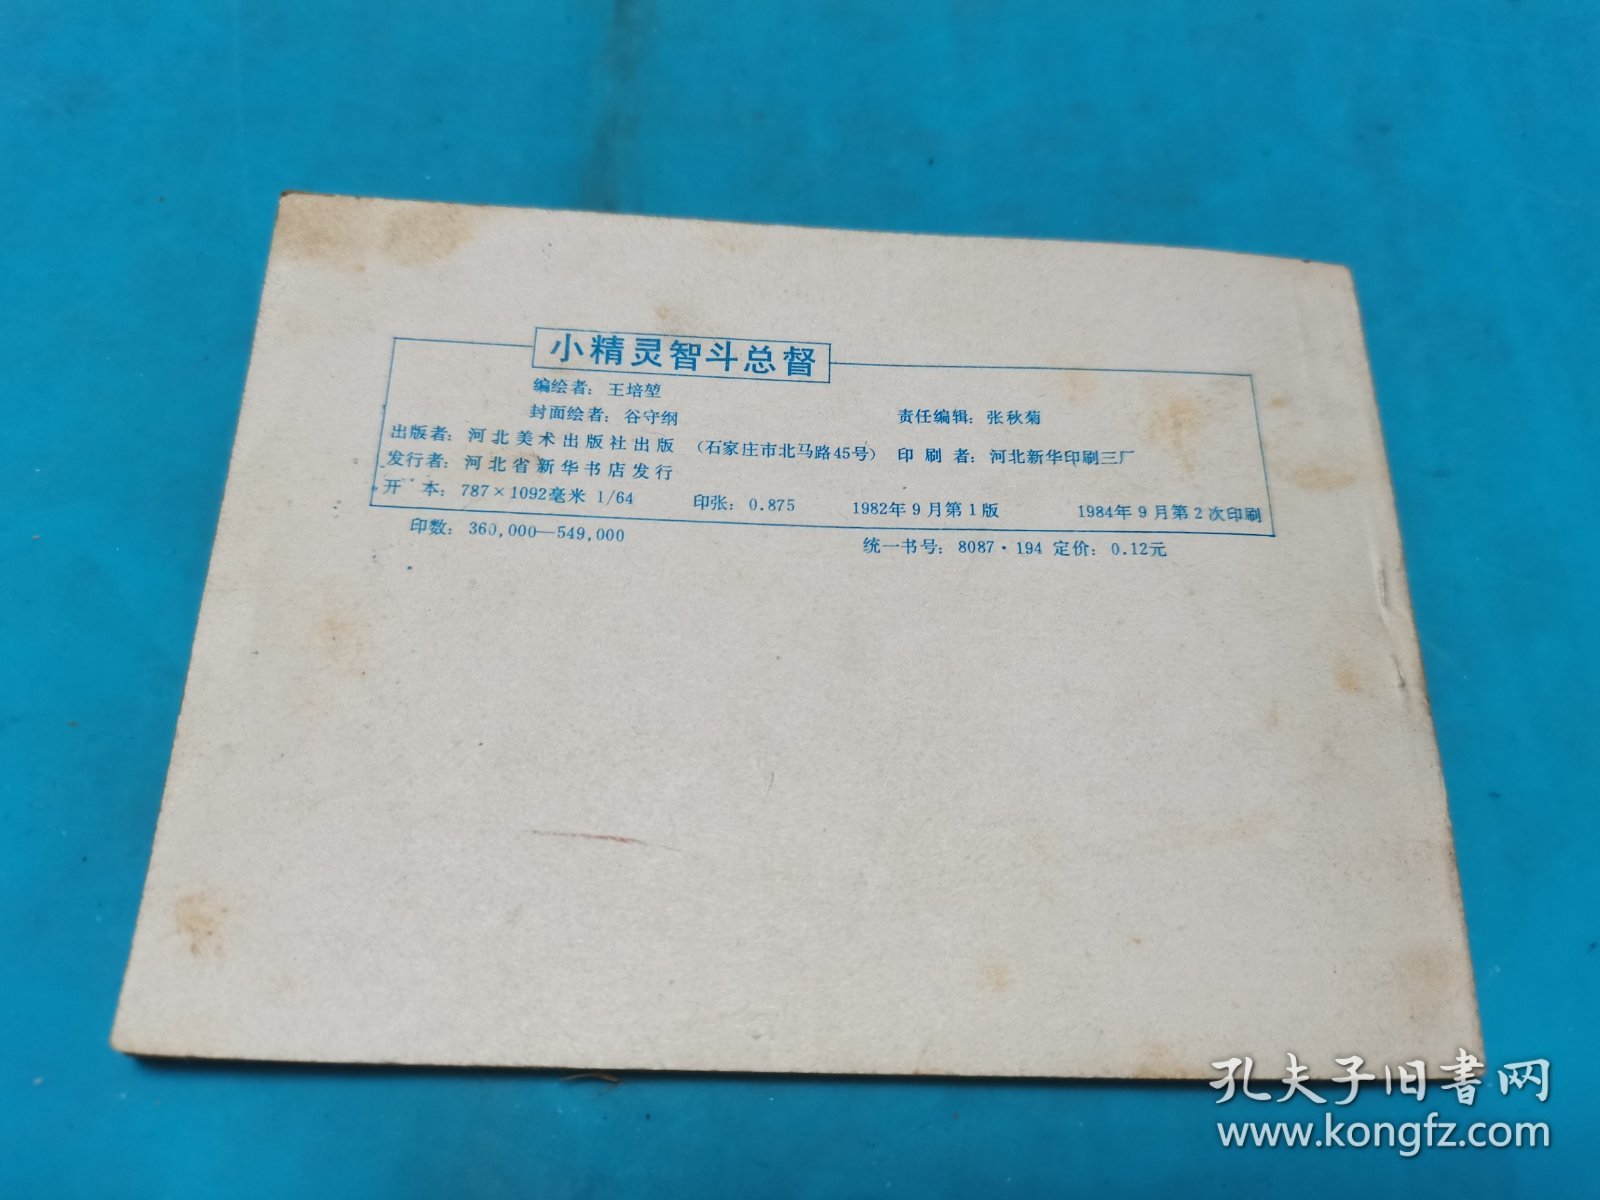 小精灵智斗总督
编绘者：王培堃
封面绘者：谷守纲 责任编辑：张秋菊
出版者：河北美术出版社出版 （石家庄市北马路45号） 印刷者：河北新华印刷三厂
发行者：河北省新华书店发行
开本：787×1092毫米 1/64 印张：0.875 1982年9月第1版 1984年9月第2次印刷
印数：360,000—549,000 统一书号：8087·194 定价：0.12元
孔夫子旧书网
www.kongfz.com